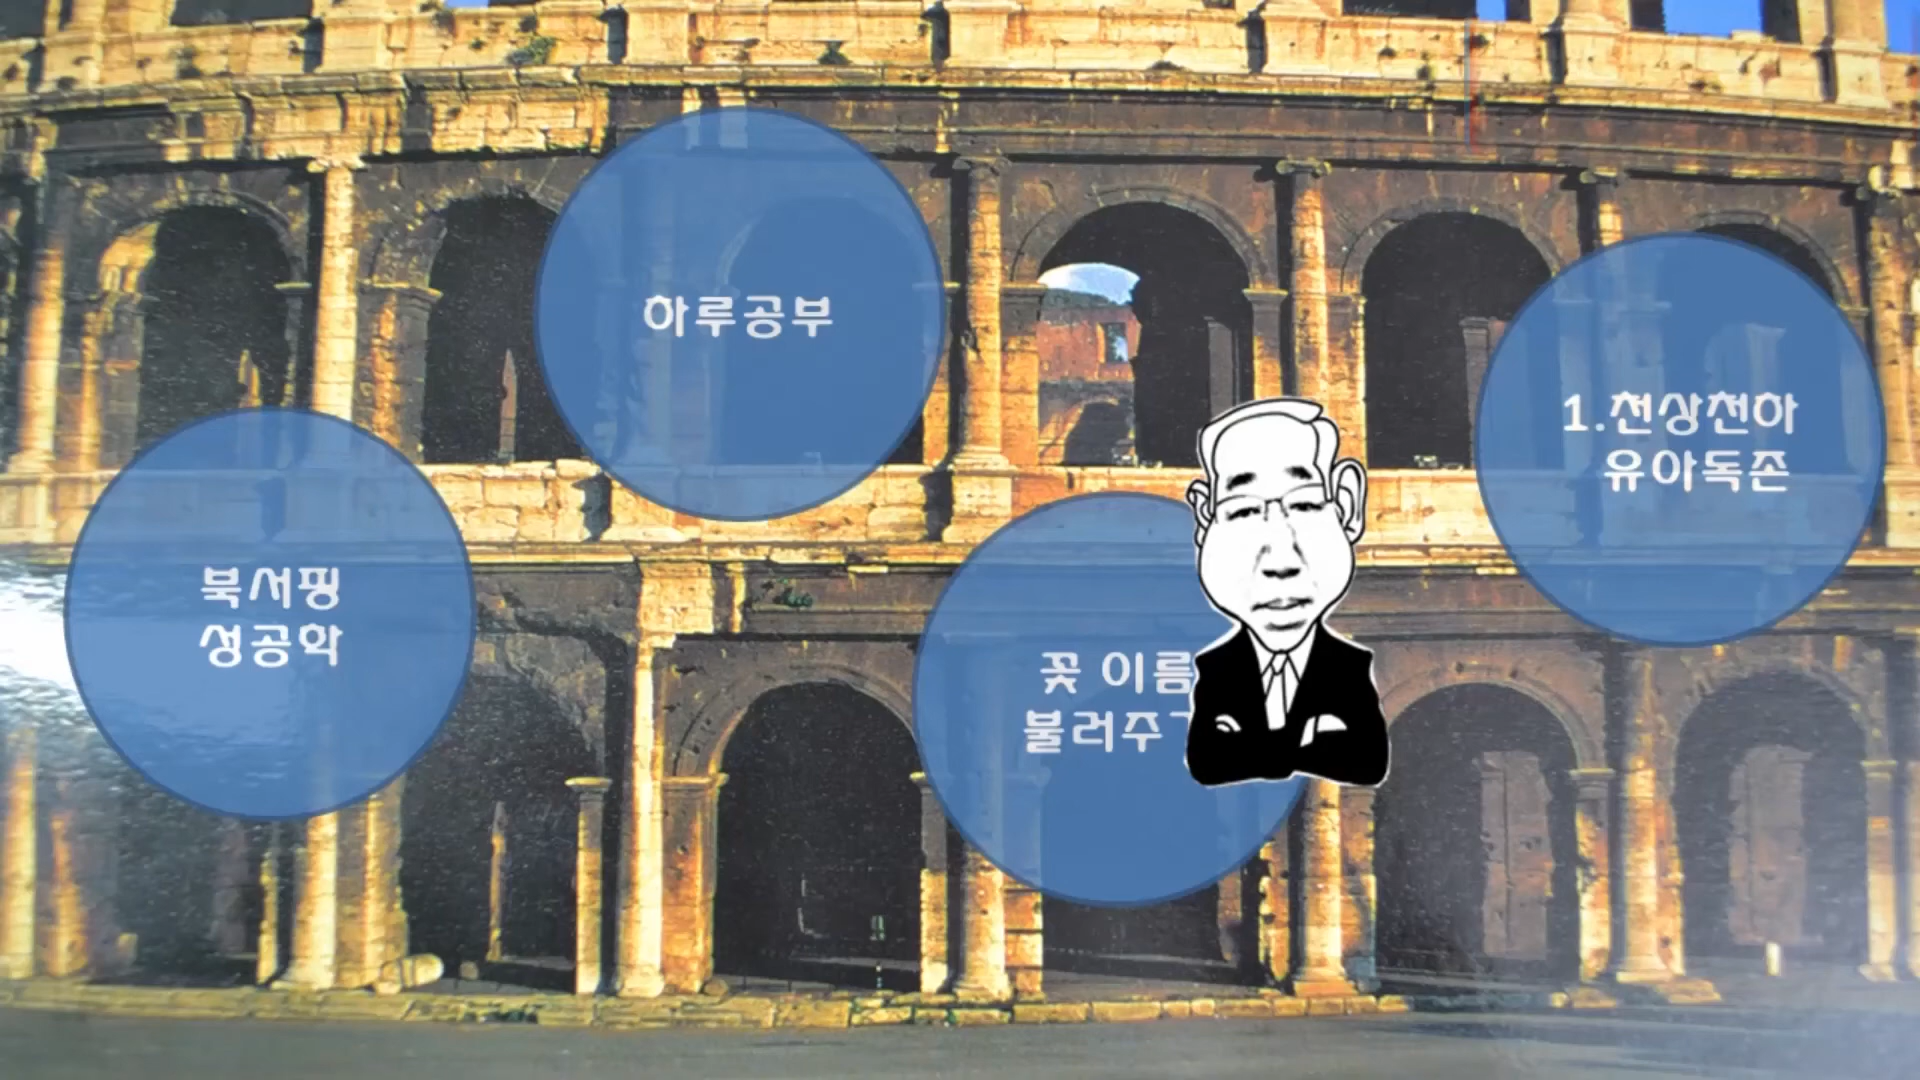 북서핑
성공학
하루공부
꽃 이름
불러주
1.천상천하
유아독존